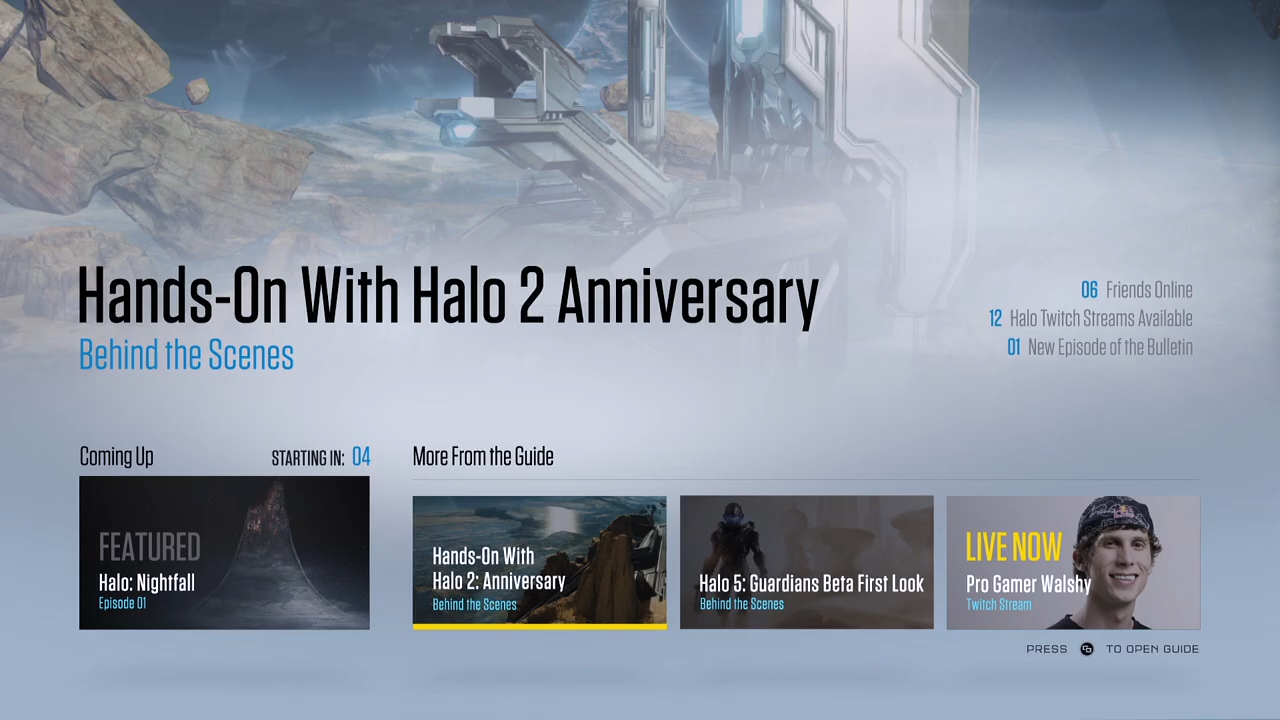 Hands-On With Halo 2 Anniversary
Behind the Scenes
06 Friends Online
12 Halo Twitch Streams Available
01 New Episode of the Bulletin
Coming Up
STARTING IN: 04
FEATURED
Halo: Nightfall
Episode 01
More From the Guide
Hands-On With
Halo 2: Anniversary
Behind the Scenes
Halo 5: Guardians Beta First Look
Behind the Scenes
LIVE NOW
Pro Gamer Walshy
Twitch Stream
PRESS TO OPEN GUIDE